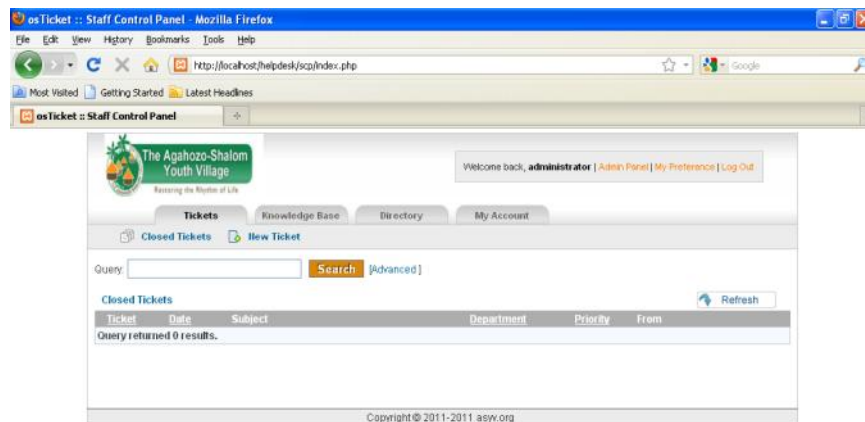 osTicket :: Staff Control Panel - Mozilla Firefox
File Edit View History Bookmarks Tools Help
http://localhost/helpdesk/scp/index.php
Google
Most Visited Getting Started Latest Headlines
osTicket :: Staff Control Panel
The Agahozo-Shalom
Youth Village
Restoring the Rhythm of Life
Welcome back, administrator | Admin Panel | My Preference | Log Out
Tickets Knowledge Base Directory My Account
Closed Tickets New Ticket
Query: Search [Advanced]
Closed Tickets Refresh
Ticket Date Subject Department Priority From
Query returned 0 results.
Copyright © 2011-2011 asyv.org